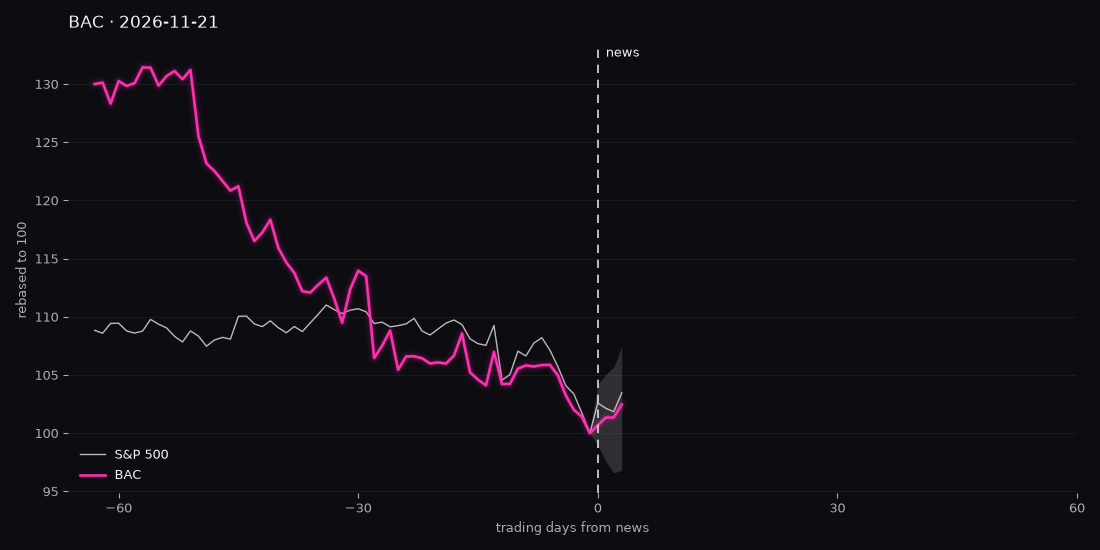 BAC · 2026-11-21
news
130
125
120
115
110
105
100
95
rebased to 100
S&P 500
BAC
−60
−30
0
30
60
trading days from news